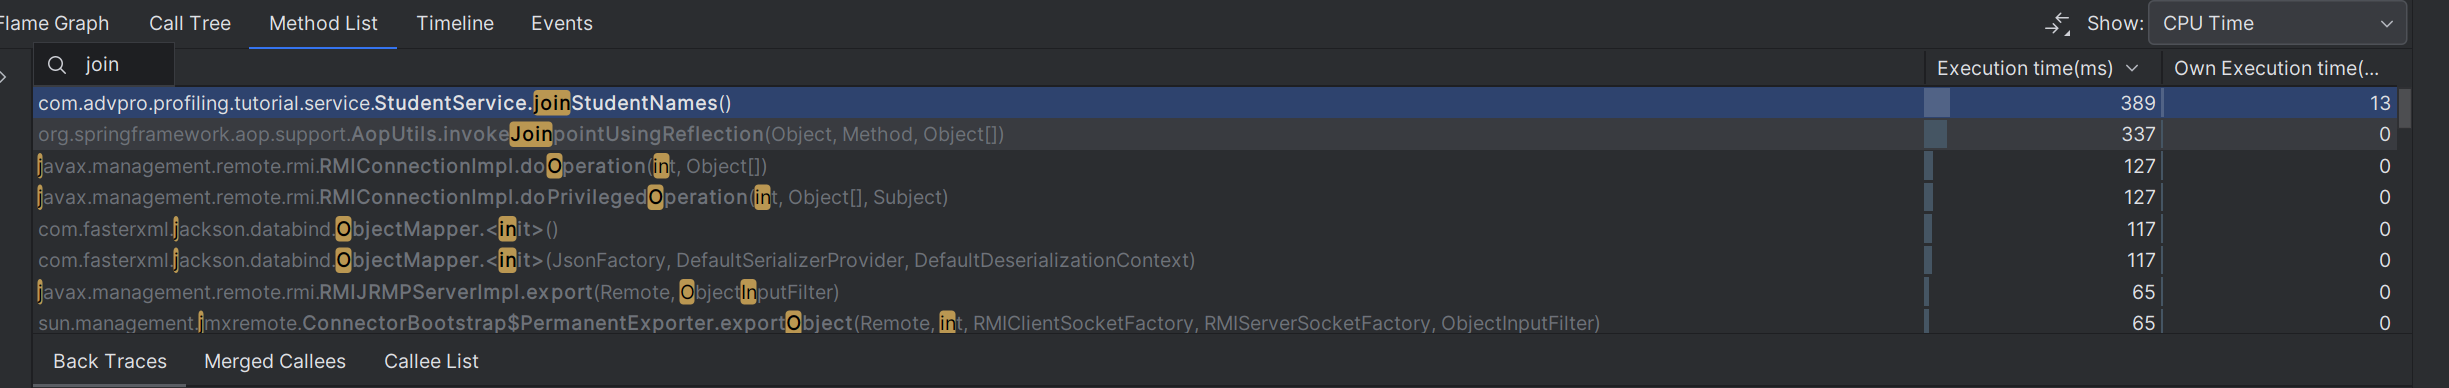 Flame Graph Call Tree Method List Timeline Events Show: CPU Time
join
Execution time(ms) Own Execution time(...
com.advpro.profiling.tutorial.service.StudentService.joinStudentNames() 389 13
org.springframework.aop.support.AopUtils.invokeJoinpointUsingReflection(Object, Method, Object[]) 337 0
javax.management.remote.rmi.RMIConnectionImpl.doOperation(int, Object[]) 127 0
javax.management.remote.rmi.RMIConnectionImpl.doPrivilegedOperation(int, Object[], Subject) 127 0
com.fasterxml.jackson.databind.ObjectMapper.<init>() 117 0
com.fasterxml.jackson.databind.ObjectMapper.<init>(JsonFactory, DefaultSerializerProvider, DefaultDeserializationContext) 117 0
javax.management.remote.rmi.RMIJRMPServerImpl.export(Remote, ObjectInputFilter) 65 0
sun.management.jmxremote.ConnectorBootstrap$PermanentExporter.exportObject(Remote, int, RMIClientSocketFactory, RMIServerSocketFactory, ObjectInputFilter) 65 0
Back Traces Merged Callees Callee List